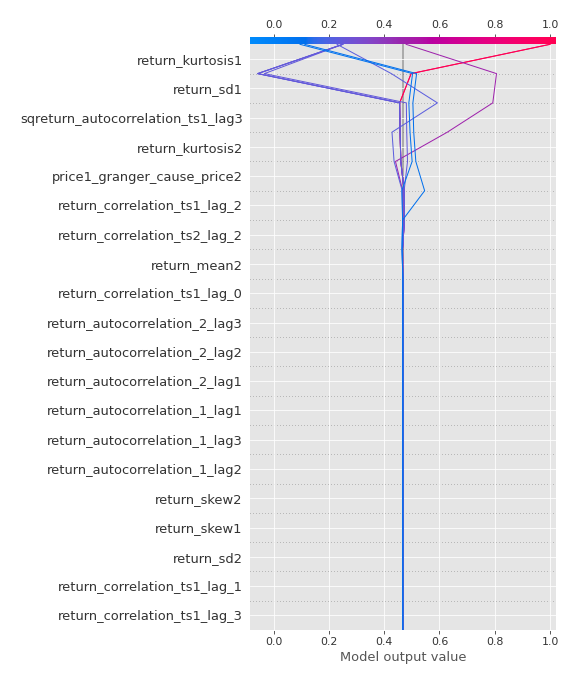 0.0 0.2 0.4 0.6 0.8 1.0
return_kurtosis1
return_sd1
sqreturn_autocorrelation_ts1_lag3
return_kurtosis2
price1_granger_cause_price2
return_correlation_ts1_lag_2
return_correlation_ts2_lag_2
return_mean2
return_correlation_ts1_lag_0
return_autocorrelation_2_lag3
return_autocorrelation_2_lag2
return_autocorrelation_2_lag1
return_autocorrelation_1_lag1
return_autocorrelation_1_lag3
return_autocorrelation_1_lag2
return_skew2
return_skew1
return_sd2
return_correlation_ts1_lag_1
return_correlation_ts1_lag_3
0.0 0.2 0.4 0.6 0.8 1.0
Model output value